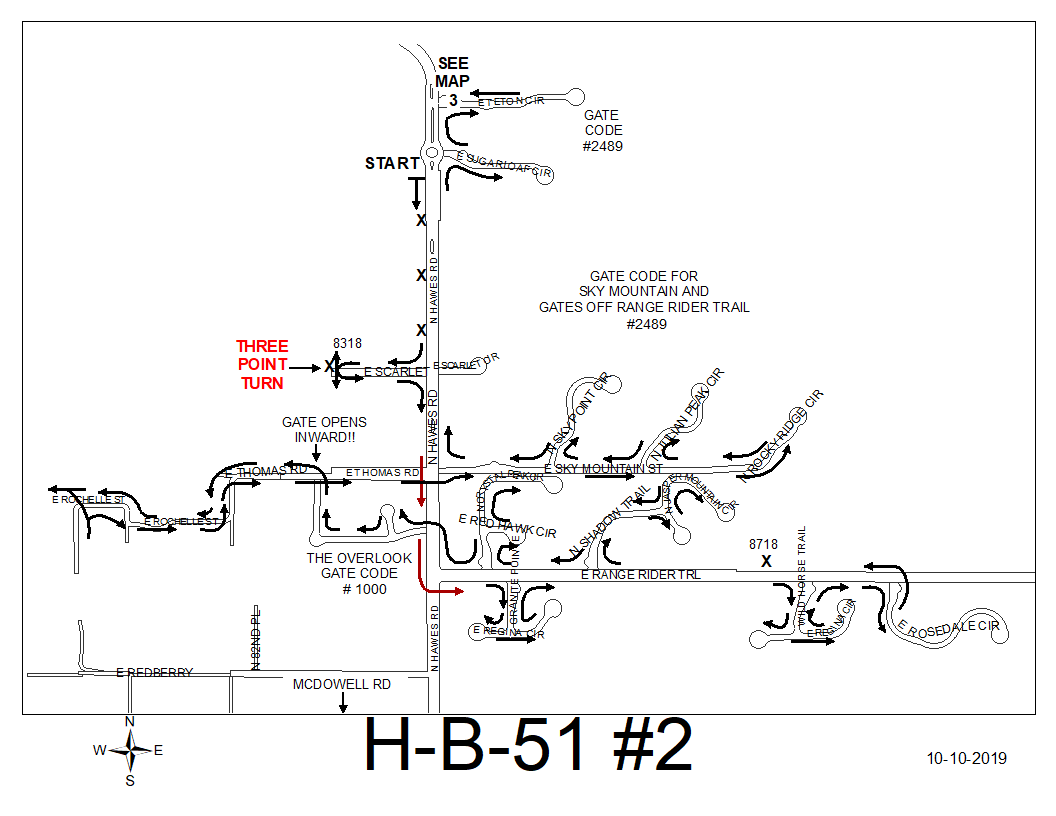 SEE
MAP
3
E TETON CIR
GATE
CODE
#2489
START
E SUGARLOAF CIR
X
X
N HAWES RD
GATE CODE FOR
SKY MOUNTAIN AND
GATES OFF RANGE RIDER TRAIL
#2489
X
8318
THREE
POINT
TURN
X
E SCARLET
E SCARLET DR
N HAWES RD
N SKY POINT CIR
N JULIAN PEAK CIR
N ROCKY RIDGE CIR
GATE OPENS
INWARD!!
E THOMAS RD
E THOMAS RD
E SKY MOUNTAIN ST
N CRYSTAL PEAK CIR
N JASPER MOUNTAIN CIR
E ROCHELLE ST
E ROCHELLE ST
E RED HAWK CIR
N SHADOW TRAIL
THE OVERLOOK
GATE CODE
# 1000
8718
X
E RANGE RIDER TRL
GRANITE POINTE
WILD HORSE TRAIL
E REGINA CIR
E REGINA CIR
E ROSEDALE CIR
N 82ND PL
N HAWES RD
E REDBERRY
MCDOWELL RD
N
W
E
S
H-B-51 #2
10-10-2019